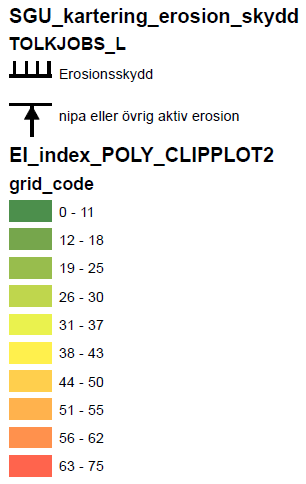 SGU_kartering_erosion_skydd
TOLKJOBS_L
Erosionsskydd
nipa eller övrig aktiv erosion
EI_index_POLY_CLIPPLOT2
grid_code
0 - 11
12 - 18
19 - 25
26 - 30
31 - 37
38 - 43
44 - 50
51 - 55
56 - 62
63 - 75